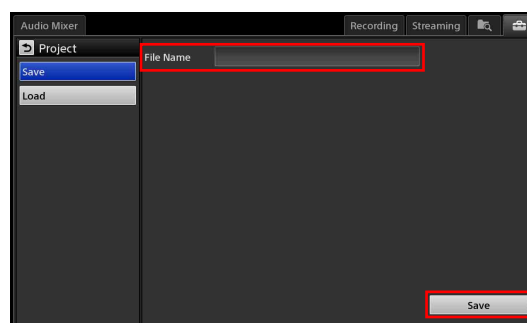 Audio Mixer
Recording
Streaming
Project
File Name
Save
Load
Save